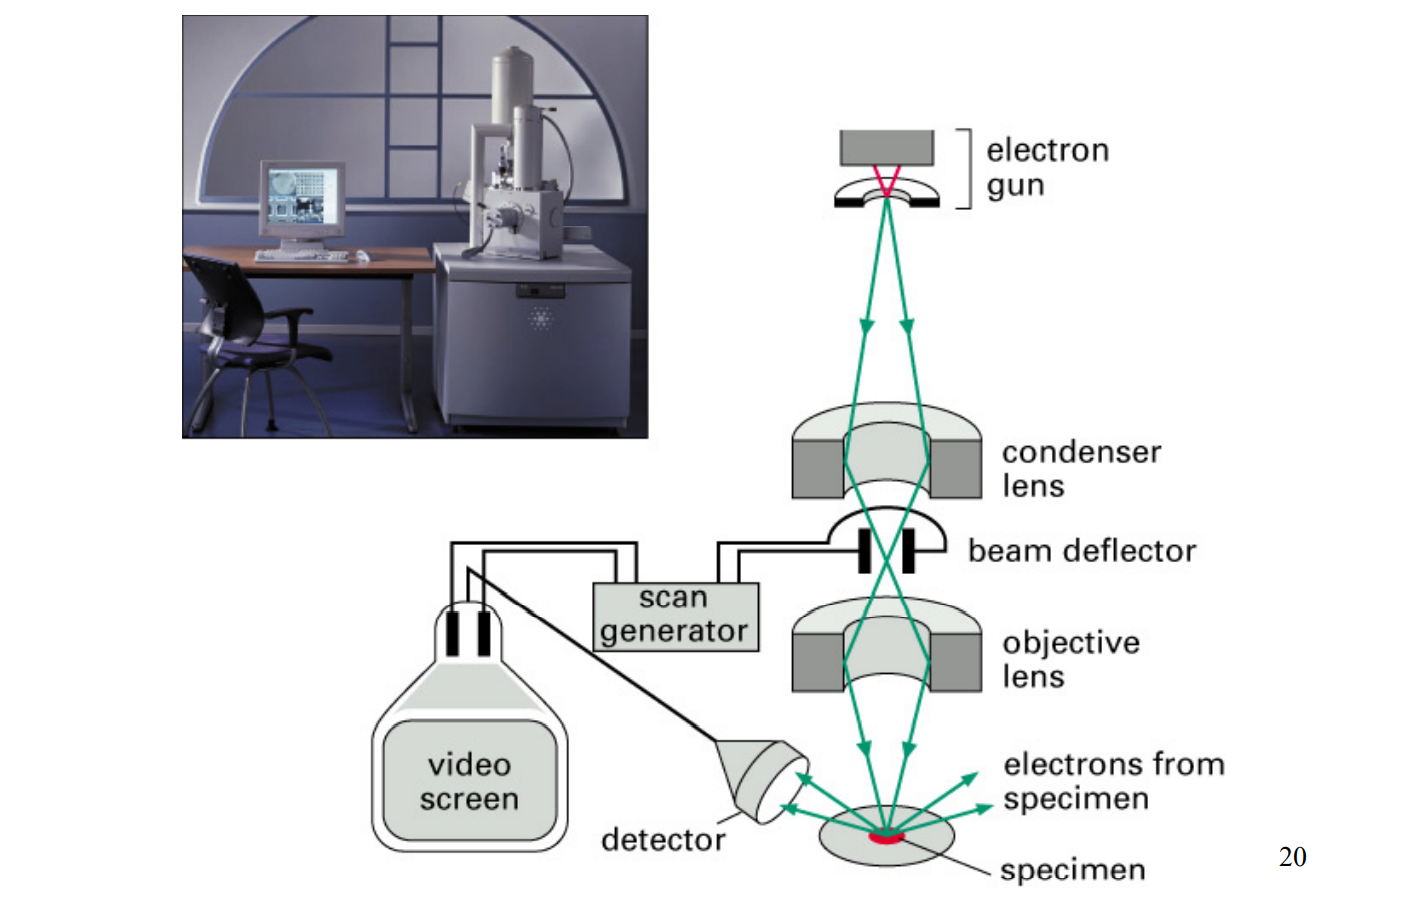 electron
gun
condenser
lens
beam deflector
scan
generator
objective
lens
video
screen
electrons from
specimen
detector
specimen
20